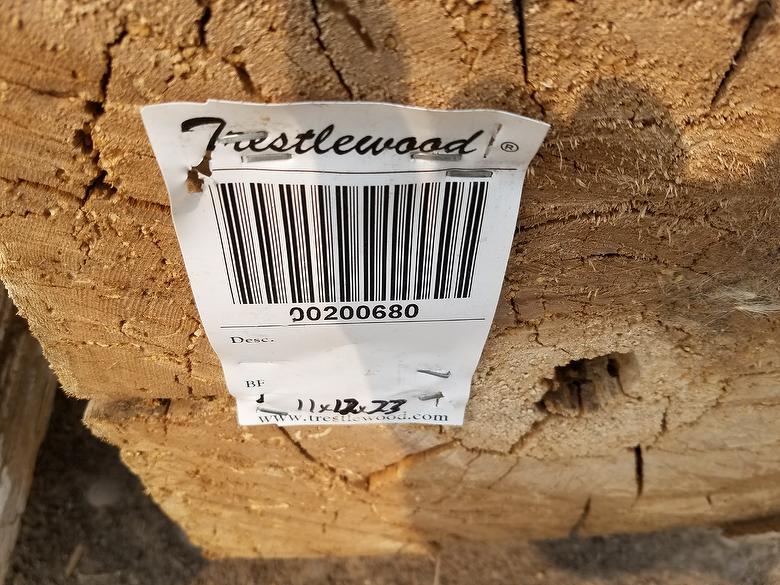 Trestlewood ®
00200680
Desc.
BF
11x12x23
www.trestlewood.com